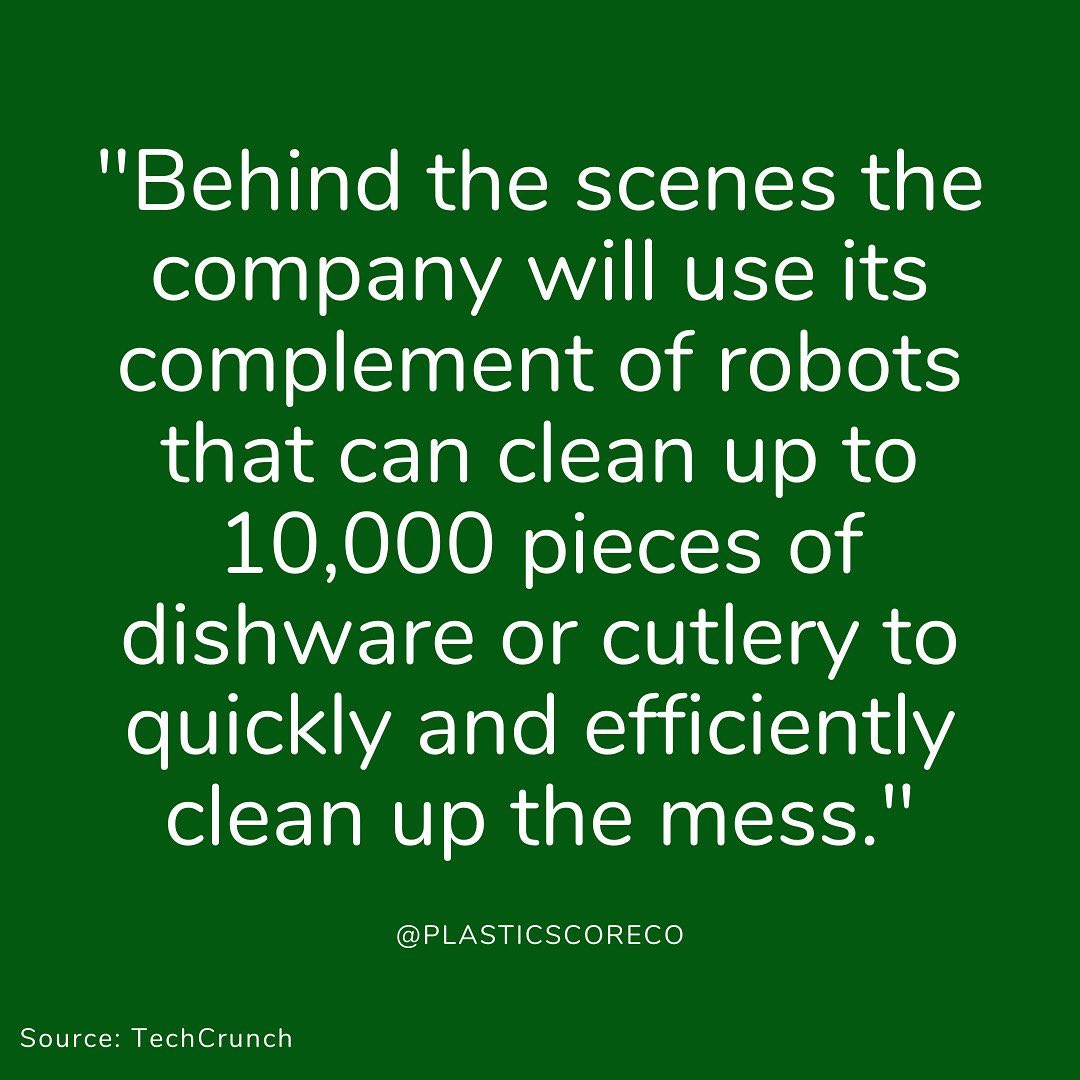 "Behind the scenes the
company will use its
complement of robots
that can clean up to
10,000 pieces of
dishware or cutlery to
quickly and efficiently
clean up the mess."
@PLASTICSCORECO
Source: TechCrunch